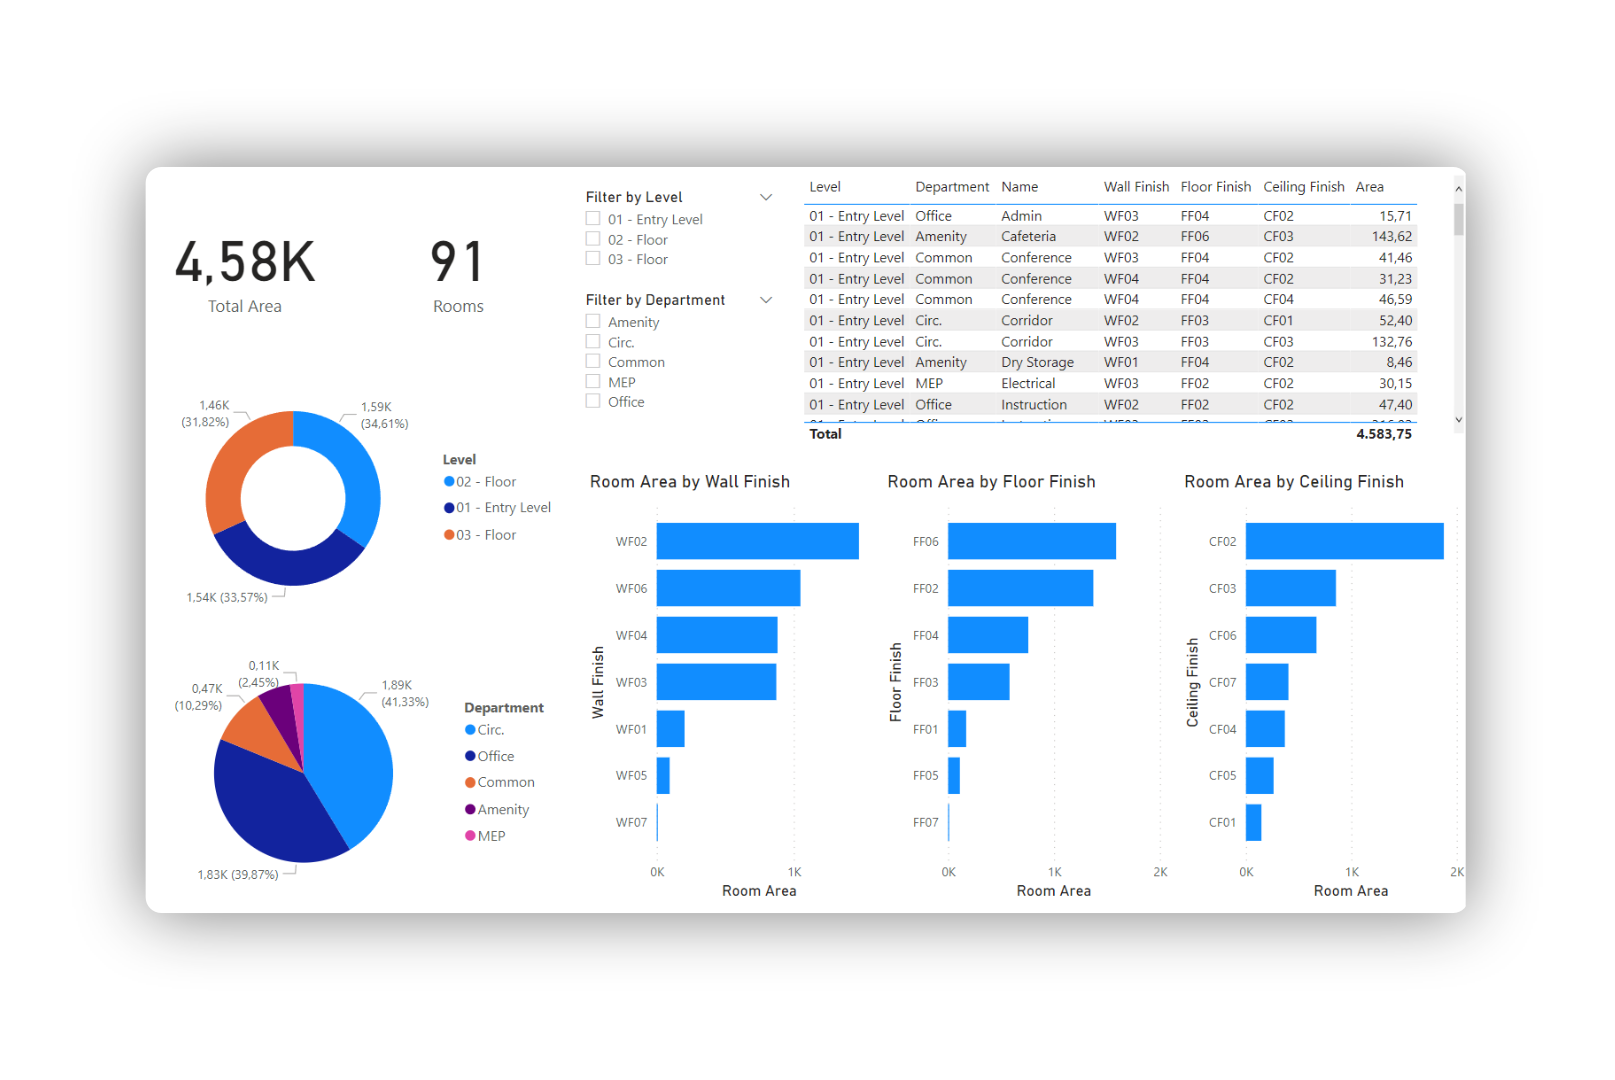 4,58K
Total Area
91
Rooms
Filter by Level
01 - Entry Level
02 - Floor
03 - Floor
Filter by Department
Amenity
Circ.
Common
MEP
Office
Level Department Name Wall Finish Floor Finish Ceiling Finish Area
01 - Entry Level Office Admin WF03 FF04 CF02 15,71
01 - Entry Level Amenity Cafeteria WF02 FF06 CF03 143,62
01 - Entry Level Common Conference WF03 FF04 CF02 41,46
01 - Entry Level Common Conference WF04 FF04 CF02 31,23
01 - Entry Level Common Conference WF04 FF04 CF04 46,59
01 - Entry Level Circ. Corridor WF02 FF03 CF01 52,40
01 - Entry Level Circ. Corridor WF03 FF03 CF03 132,76
01 - Entry Level Amenity Dry Storage WF01 FF04 CF02 8,46
01 - Entry Level MEP Electrical WF03 FF02 CF02 30,15
01 - Entry Level Office Instruction WF02 FF02 CF02 47,40
Total 4.583,75
1,46K
(31,82%)
1,59K
(34,61%)
1,54K (33,57%)
Level
02 - Floor
01 - Entry Level
03 - Floor
0,11K
(2,45%)
0,47K
(10,29%)
1,89K
(41,33%)
1,83K (39,87%)
Department
Circ.
Office
Common
Amenity
MEP
Room Area by Wall Finish
Wall Finish
WF02
WF06
WF04
WF03
WF01
WF05
WF07
0K 1K
Room Area
Room Area by Floor Finish
Floor Finish
FF06
FF02
FF04
FF03
FF01
FF05
FF07
0K 1K 2K
Room Area
Room Area by Ceiling Finish
Ceiling Finish
CF02
CF03
CF06
CF07
CF04
CF05
CF01
0K 1K 2K
Room Area